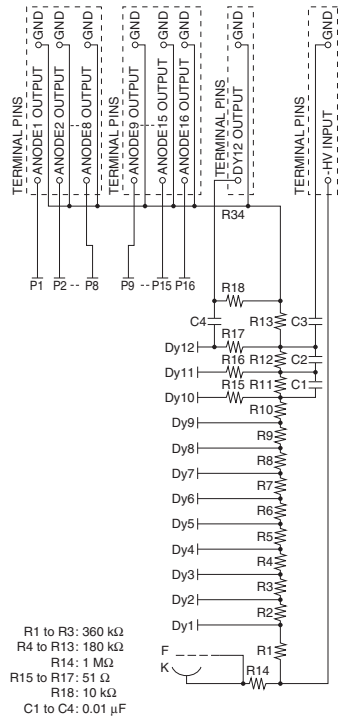 GND
GND
GND
GND
GND
GND
GND
GND
TERMINAL PINS
ANODE1 OUTPUT
ANODE2 OUTPUT
ANODE8 OUTPUT
TERMINAL PINS
ANODE9 OUTPUT
ANODE15 OUTPUT
ANODE16 OUTPUT
TERMINAL PINS
DY12 OUTPUT
TERMINAL PINS
-HV INPUT
R34
P1 P2 -- P8 P9 -- P15 P16
R18
C4 R13 C3
R17
Dy12 R12 C2
R16
Dy11 R11 C1
R15
Dy10
R10
Dy9
R9
Dy8
R8
Dy7
R7
Dy6
R6
Dy5
R5
Dy4
R4
Dy3
R3
Dy2
R2
Dy1
R1
F
K
R14
R1 to R3: 360 kΩ
R4 to R13: 180 kΩ
R14: 1 MΩ
R15 to R17: 51 Ω
R18: 10 kΩ
C1 to C4: 0.01 μF